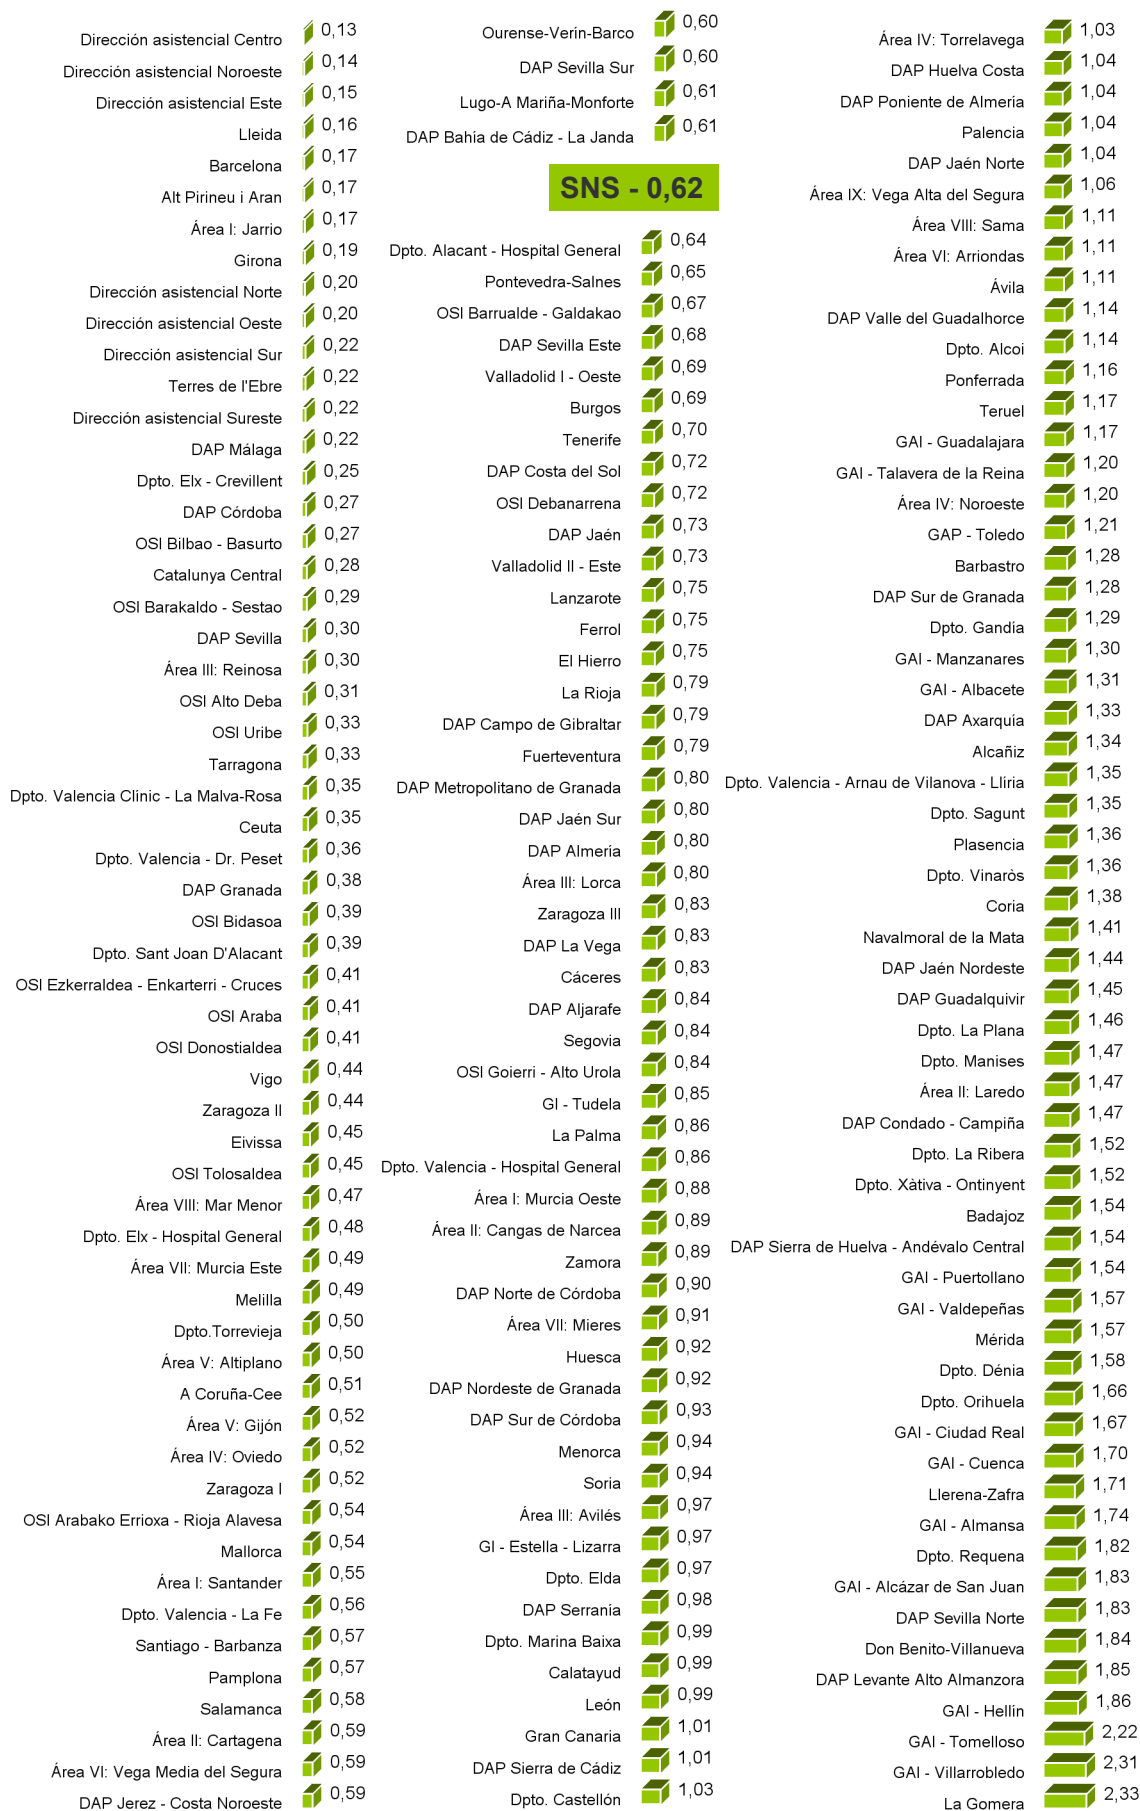 Dirección asistencial Centro 0,13
Dirección asistencial Noroeste 0,14
Dirección asistencial Este 0,15
Lleida 0,16
Barcelona 0,17
Alt Pirineu i Aran 0,17
Área I: Jarrio 0,17
Girona 0,19
Dirección asistencial Norte 0,20
Dirección asistencial Oeste 0,20
Dirección asistencial Sur 0,22
Terres de l'Ebre 0,22
Dirección asistencial Sureste 0,22
DAP Málaga 0,22
Dpto. Elx - Crevillent 0,25
DAP Córdoba 0,27
OSI Bilbao - Basurto 0,27
Catalunya Central 0,28
OSI Barakaldo - Sestao 0,29
DAP Sevilla 0,30
Área III: Reinosa 0,30
OSI Alto Deba 0,31
OSI Uribe 0,33
Tarragona 0,33
Dpto. Valencia Clínic - La Malva-Rosa 0,35
Ceuta 0,35
Dpto. Valencia - Dr. Peset 0,36
DAP Granada 0,38
OSI Bidasoa 0,39
Dpto. Sant Joan D'Alacant 0,39
OSI Ezkerraldea - Enkarterri - Cruces 0,41
OSI Araba 0,41
OSI Donostialdea 0,41
Vigo 0,44
Zaragoza II 0,44
Eivissa 0,45
OSI Tolosaldea 0,45
Área VIII: Mar Menor 0,47
Dpto. Elx - Hospital General 0,48
Área VII: Murcia Este 0,49
Melilla 0,49
Dpto.Torrevieja 0,50
Área V: Altiplano 0,50
A Coruña-Cee 0,51
Área V: Gijón 0,52
Área IV: Oviedo 0,52
Zaragoza I 0,52
OSI Arabako Errioxa - Rioja Alavesa 0,54
Mallorca 0,54
Área I: Santander 0,55
Dpto. Valencia - La Fe 0,56
Santiago - Barbanza 0,57
Pamplona 0,57
Salamanca 0,58
Área II: Cartagena 0,59
Área VI: Vega Media del Segura 0,59
DAP Jerez - Costa Noroeste 0,59
Ourense-Verin-Barco 0,60
DAP Sevilla Sur 0,60
Lugo-A Mariña-Monforte 0,61
DAP Bahía de Cádiz - La Janda 0,61
SNS - 0,62
Dpto. Alacant - Hospital General 0,64
Pontevedra-Salnes 0,65
OSI Barrualde - Galdakao 0,67
DAP Sevilla Este 0,68
Valladolid I - Oeste 0,69
Burgos 0,69
Tenerife 0,70
DAP Costa del Sol 0,72
OSI Debanarrena 0,72
DAP Jaén 0,73
Valladolid II - Este 0,73
Lanzarote 0,75
Ferrol 0,75
El Hierro 0,75
La Rioja 0,79
DAP Campo de Gibraltar 0,79
Fuerteventura 0,79
DAP Metropolitano de Granada 0,80
DAP Jaén Sur 0,80
DAP Almería 0,80
Área III: Lorca 0,80
Zaragoza III 0,83
DAP La Vega 0,83
Cáceres 0,83
DAP Aljarafe 0,84
Segovia 0,84
OSI Goierri - Alto Urola 0,84
GI - Tudela 0,85
La Palma 0,86
Dpto. Valencia - Hospital General 0,86
Área I: Murcia Oeste 0,88
Área II: Cangas de Narcea 0,89
Zamora 0,89
DAP Norte de Córdoba 0,90
Área VII: Mieres 0,91
Huesca 0,92
DAP Nordeste de Granada 0,92
DAP Sur de Córdoba 0,93
Menorca 0,94
Soria 0,94
Área III: Avilés 0,97
GI - Estella - Lizarra 0,97
Dpto. Elda 0,97
DAP Serranía 0,98
Dpto. Marina Baixa 0,99
Calatayud 0,99
León 0,99
Gran Canaria 1,01
DAP Sierra de Cádiz 1,01
Dpto. Castellón 1,03
Área IV: Torrelavega 1,03
DAP Huelva Costa 1,04
DAP Poniente de Almería 1,04
Palencia 1,04
DAP Jaén Norte 1,04
Área IX: Vega Alta del Segura 1,06
Área VIII: Sama 1,11
Área VI: Arriondas 1,11
Ávila 1,11
DAP Valle del Guadalhorce 1,14
Dpto. Alcoi 1,14
Ponferrada 1,16
Teruel 1,17
GAI - Guadalajara 1,17
GAI - Talavera de la Reina 1,20
Área IV: Noroeste 1,20
GAP - Toledo 1,21
Barbastro 1,28
DAP Sur de Granada 1,28
Dpto. Gandía 1,29
GAI - Manzanares 1,30
GAI - Albacete 1,31
DAP Axarquía 1,33
Alcañiz 1,34
Dpto. Valencia - Arnau de Vilanova - Llíria 1,35
Dpto. Sagunt 1,35
Plasencia 1,36
Dpto. Vinaròs 1,36
Coria 1,38
Navalmoral de la Mata 1,41
DAP Jaén Nordeste 1,44
DAP Guadalquivir 1,45
Dpto. La Plana 1,46
Dpto. Manises 1,47
Área II: Laredo 1,47
DAP Condado - Campiña 1,47
Dpto. La Ribera 1,52
Dpto. Xàtiva - Ontinyent 1,52
Badajoz 1,54
DAP Sierra de Huelva - Andévalo Central 1,54
GAI - Puertollano 1,54
GAI - Valdepeñas 1,57
Mérida 1,57
Dpto. Dénia 1,58
Dpto. Orihuela 1,66
GAI - Ciudad Real 1,67
GAI - Cuenca 1,70
Llerena-Zafra 1,71
GAI - Almansa 1,74
Dpto. Requena 1,82
GAI - Alcázar de San Juan 1,83
DAP Sevilla Norte 1,83
Don Benito-Villanueva 1,84
DAP Levante Alto Almanzora 1,85
GAI - Hellín 1,86
GAI - Tomelloso 2,22
GAI - Villarrobledo 2,31
La Gomera 2,33